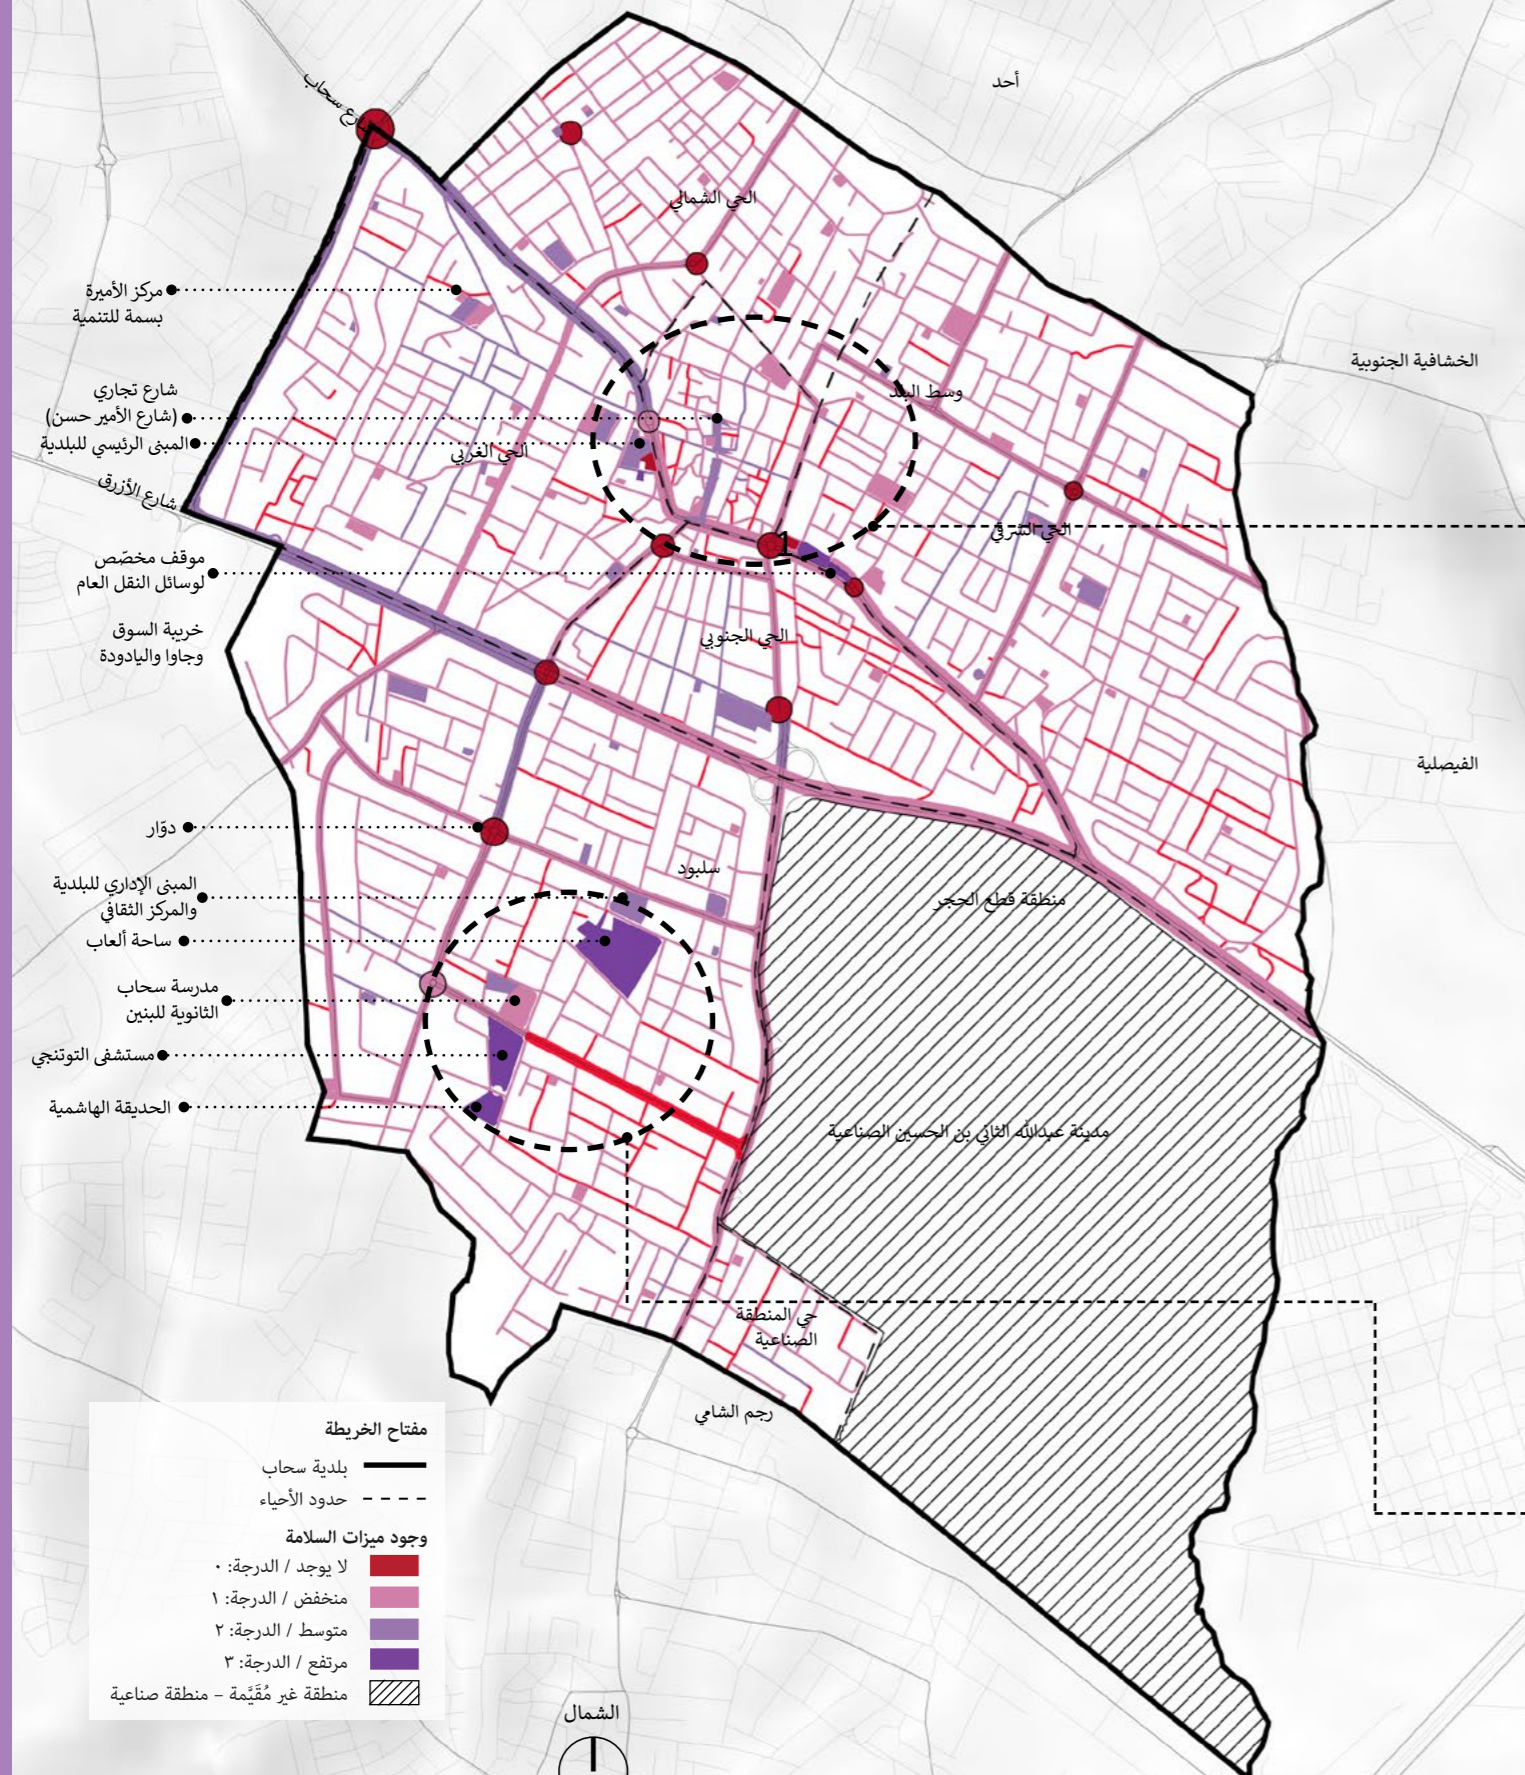 أحد
شارع سحاب
الحي الشمالي
مركز الأميرة
بسمة للتنمية
الخشافية الجنوبية
شارع تجاري
(شارع الأمير حسن)
وسط البلد
المبنى الرئيسي للبلدية
الحي الغربي
شارع الأزرق
الحي الشرقي
1
موقف مخصّص
لوسائل النقل العام
خريبة السوق
وجاوا واليادودة
الحي الجنوبي
الفيصلية
دوّار
سلبود
المبنى الإداري للبلدية
والمركز الثقافي
منطقة قطع الحجر
ساحة ألعاب
مدرسة سحاب
الثانوية للبنين
مستشفى التوتنجي
الحديقة الهاشمية
مدينة عبدالله الثاني بن الحسين الصناعية
حي المنطقة
الصناعية
رجم الشامي
مفتاح الخريطة
بلدية سحاب
حدود الأحياء
وجود ميزات السلامة
لا يوجد / الدرجة: ٠
منخفض / الدرجة: ١
متوسط / الدرجة: ٢
مرتفع / الدرجة: ٣
منطقة غير مُقَيَّمة – منطقة صناعية
الشمال